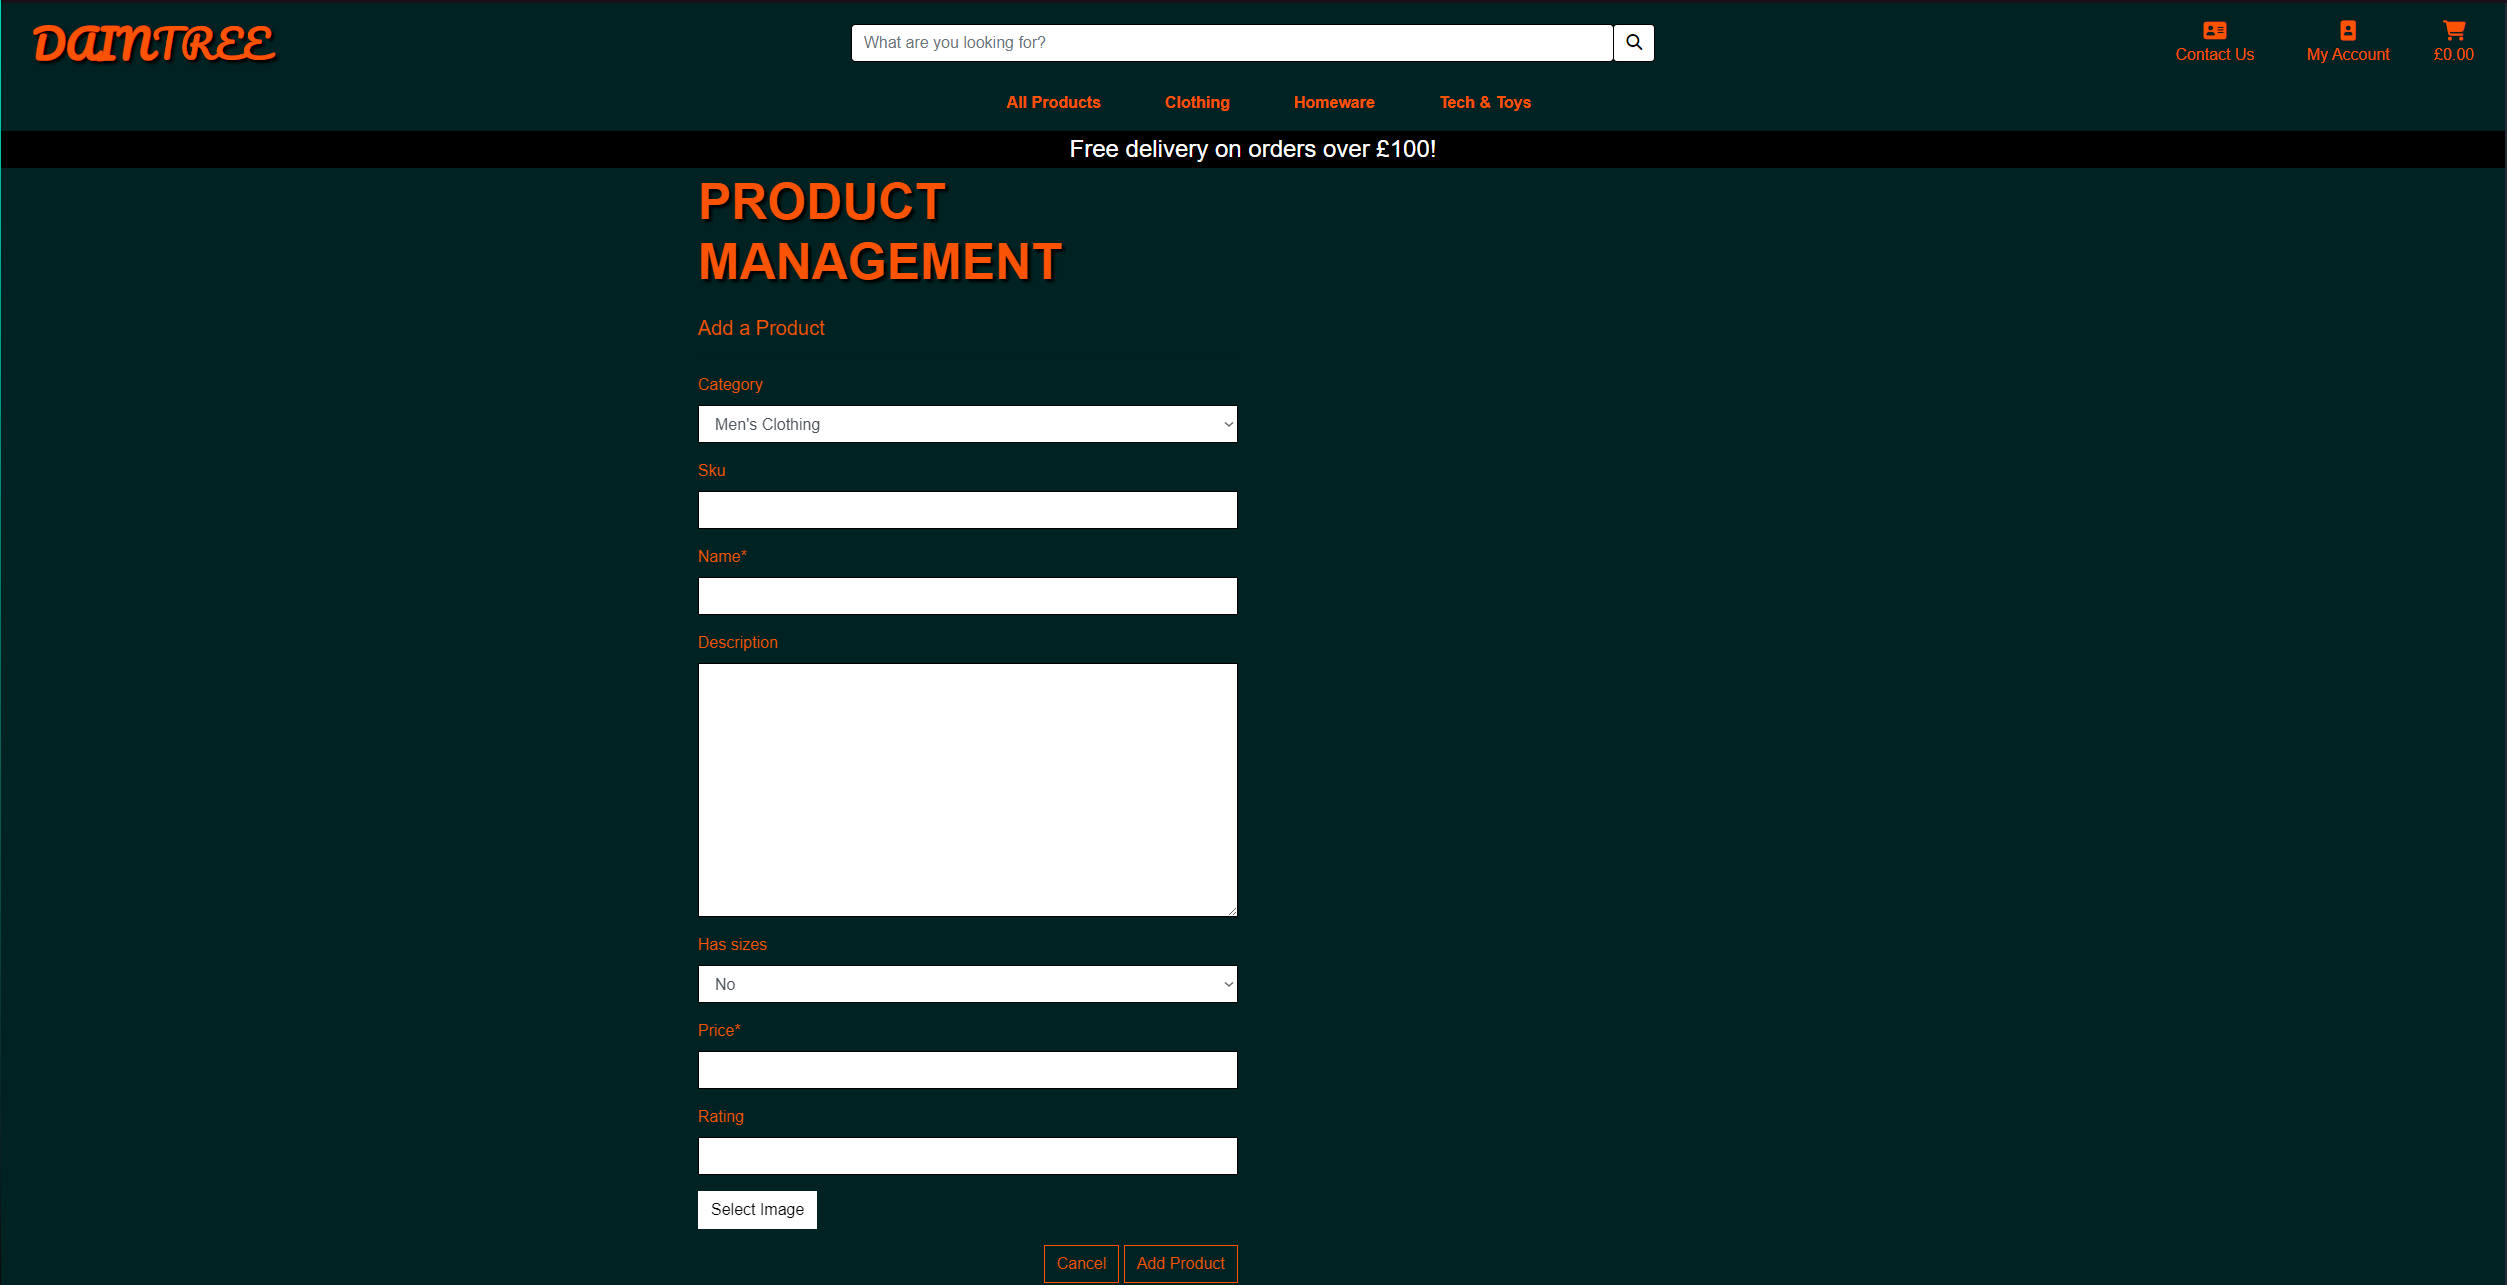 DAINTREE
What are you looking for?
Contact Us
My Account
£0.00
All Products
Clothing
Homeware
Tech & Toys
Free delivery on orders over £100!
PRODUCT
MANAGEMENT
Add a Product
Category
Men's Clothing
Sku
Name*
Description
Has sizes
No
Price*
Rating
Select Image
Cancel
Add Product